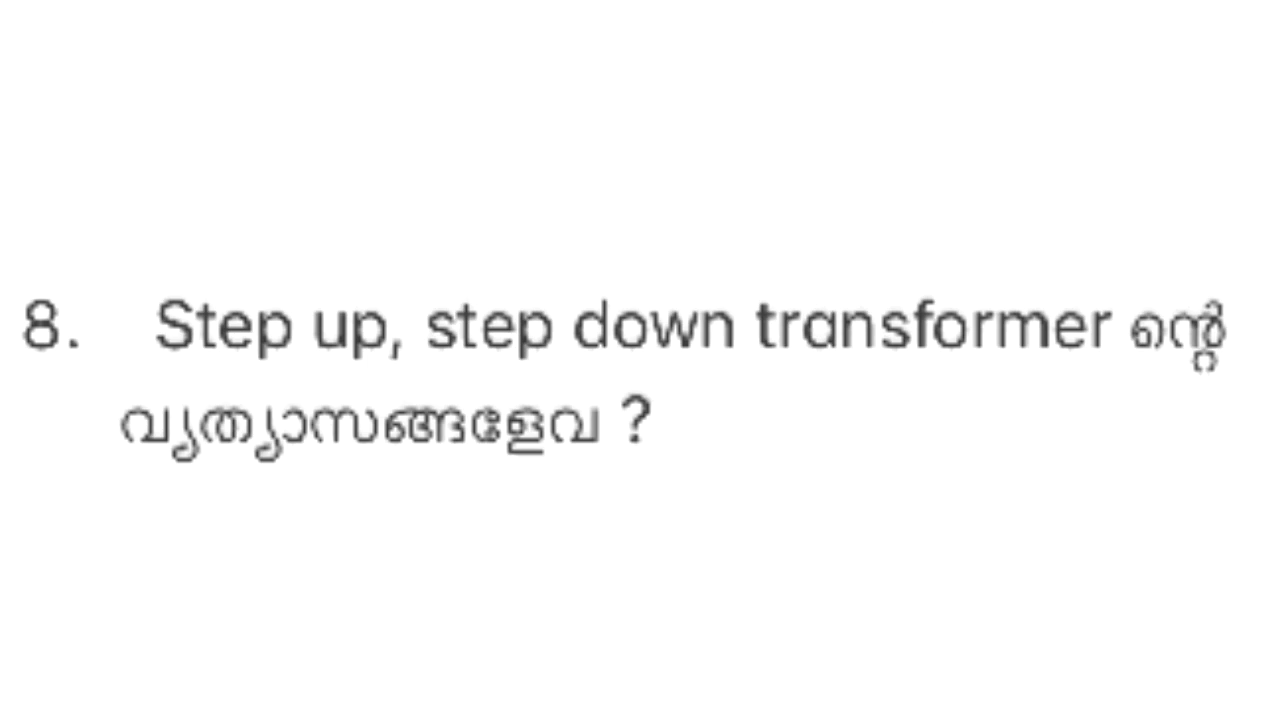 8. Step up, step down transformer ന്റെ
വ്യത്യാസങ്ങളേവ ?